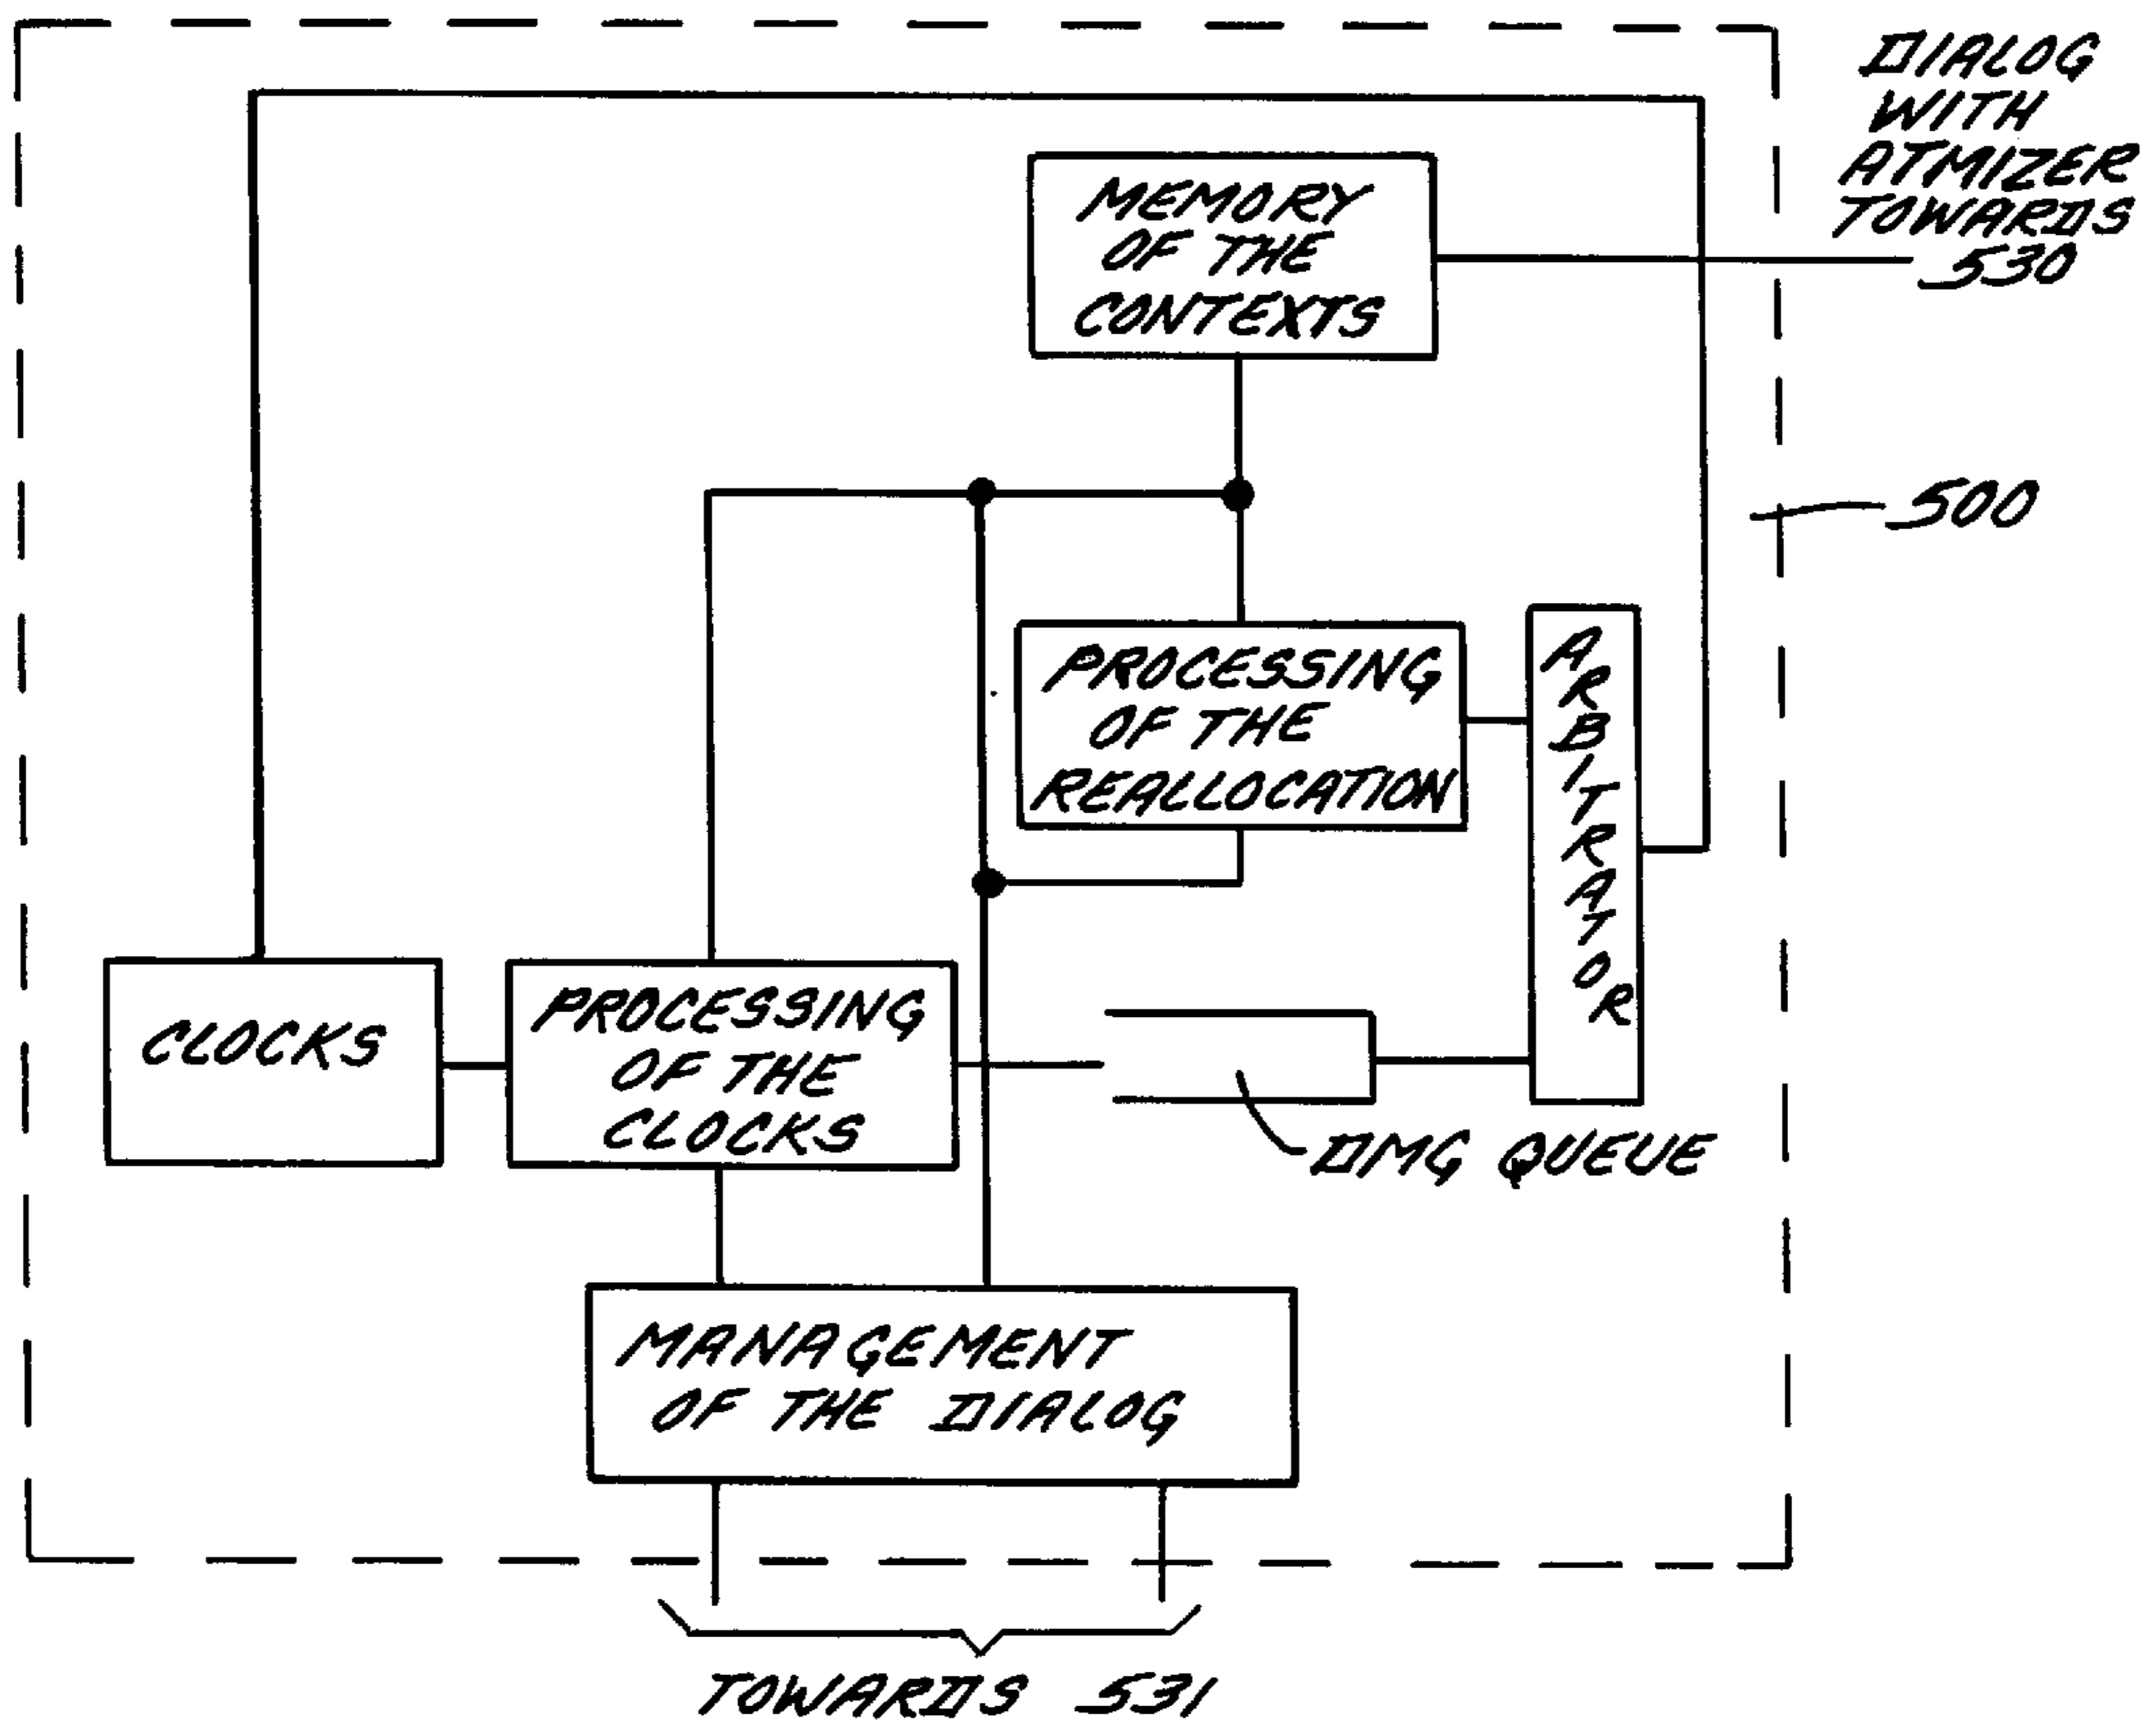 DIALOG
WITH
ATMIZER
TOWARDS
530
MEMORY
OF THE
CONTEXTS
500
PROCESSING
OF THE
REALLOCATION
ARBITRATOR
CLOCKS
PROCESSING
OF THE
CLOCKS
DMG QUEUE
MANAGEMENT
OF THE DIALOG
TOWARDS 531